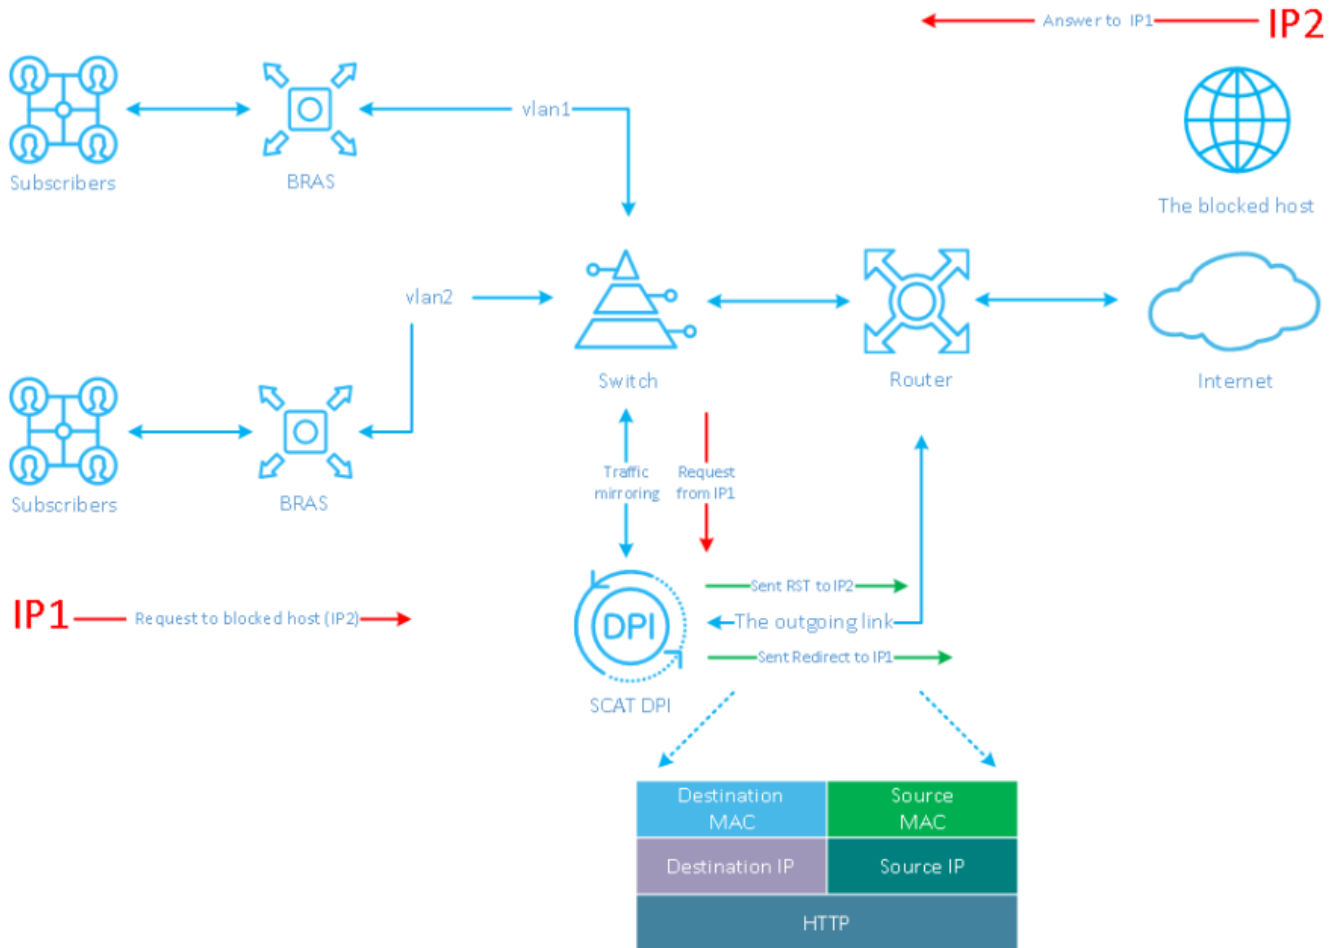 Answer to IP1
IP2
vlan1
Subscribers
BRAS
The blocked host
vlan2
Switch
Router
Internet
Traffic
mirroring
Request
from IP1
Subscribers
BRAS
IP1
Request to blocked host (IP2)
DPI
SCAT DPI
Sent RST to IP2
The outgoing link
Sent Redirect to IP1
Destination
MAC
Source
MAC
Destination IP
Source IP
HTTP